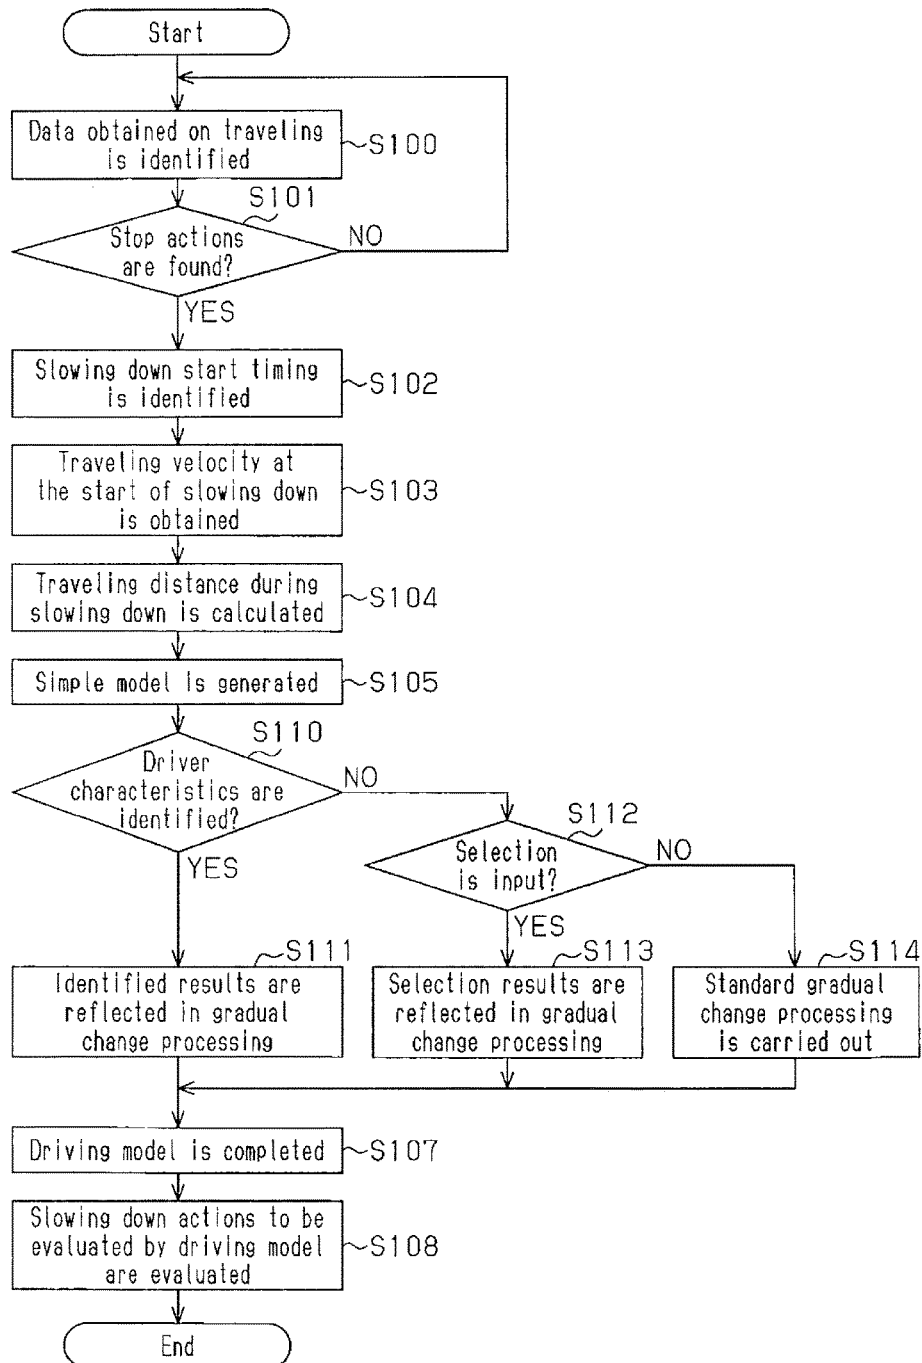 Start
Data obtained on traveling
is identified
S100
S101
Stop actions
are found?
NO
YES
Slowing down start timing
is identified
S102
Traveling velocity at
the start of slowing down
is obtained
S103
Traveling distance during
slowing down is calculated
S104
Simple model is generated
S105
S110
Driver
characteristics are
identified?
NO
YES
S112
Selection
is input?
NO
YES
S111
Identified results are
reflected in gradual
change processing
S113
Selection results are
reflected in gradual
change processing
S114
Standard gradual
change processing
is carried out
Driving model is completed
S107
Slowing down actions to be
evaluated by driving model
are evaluated
S108
End